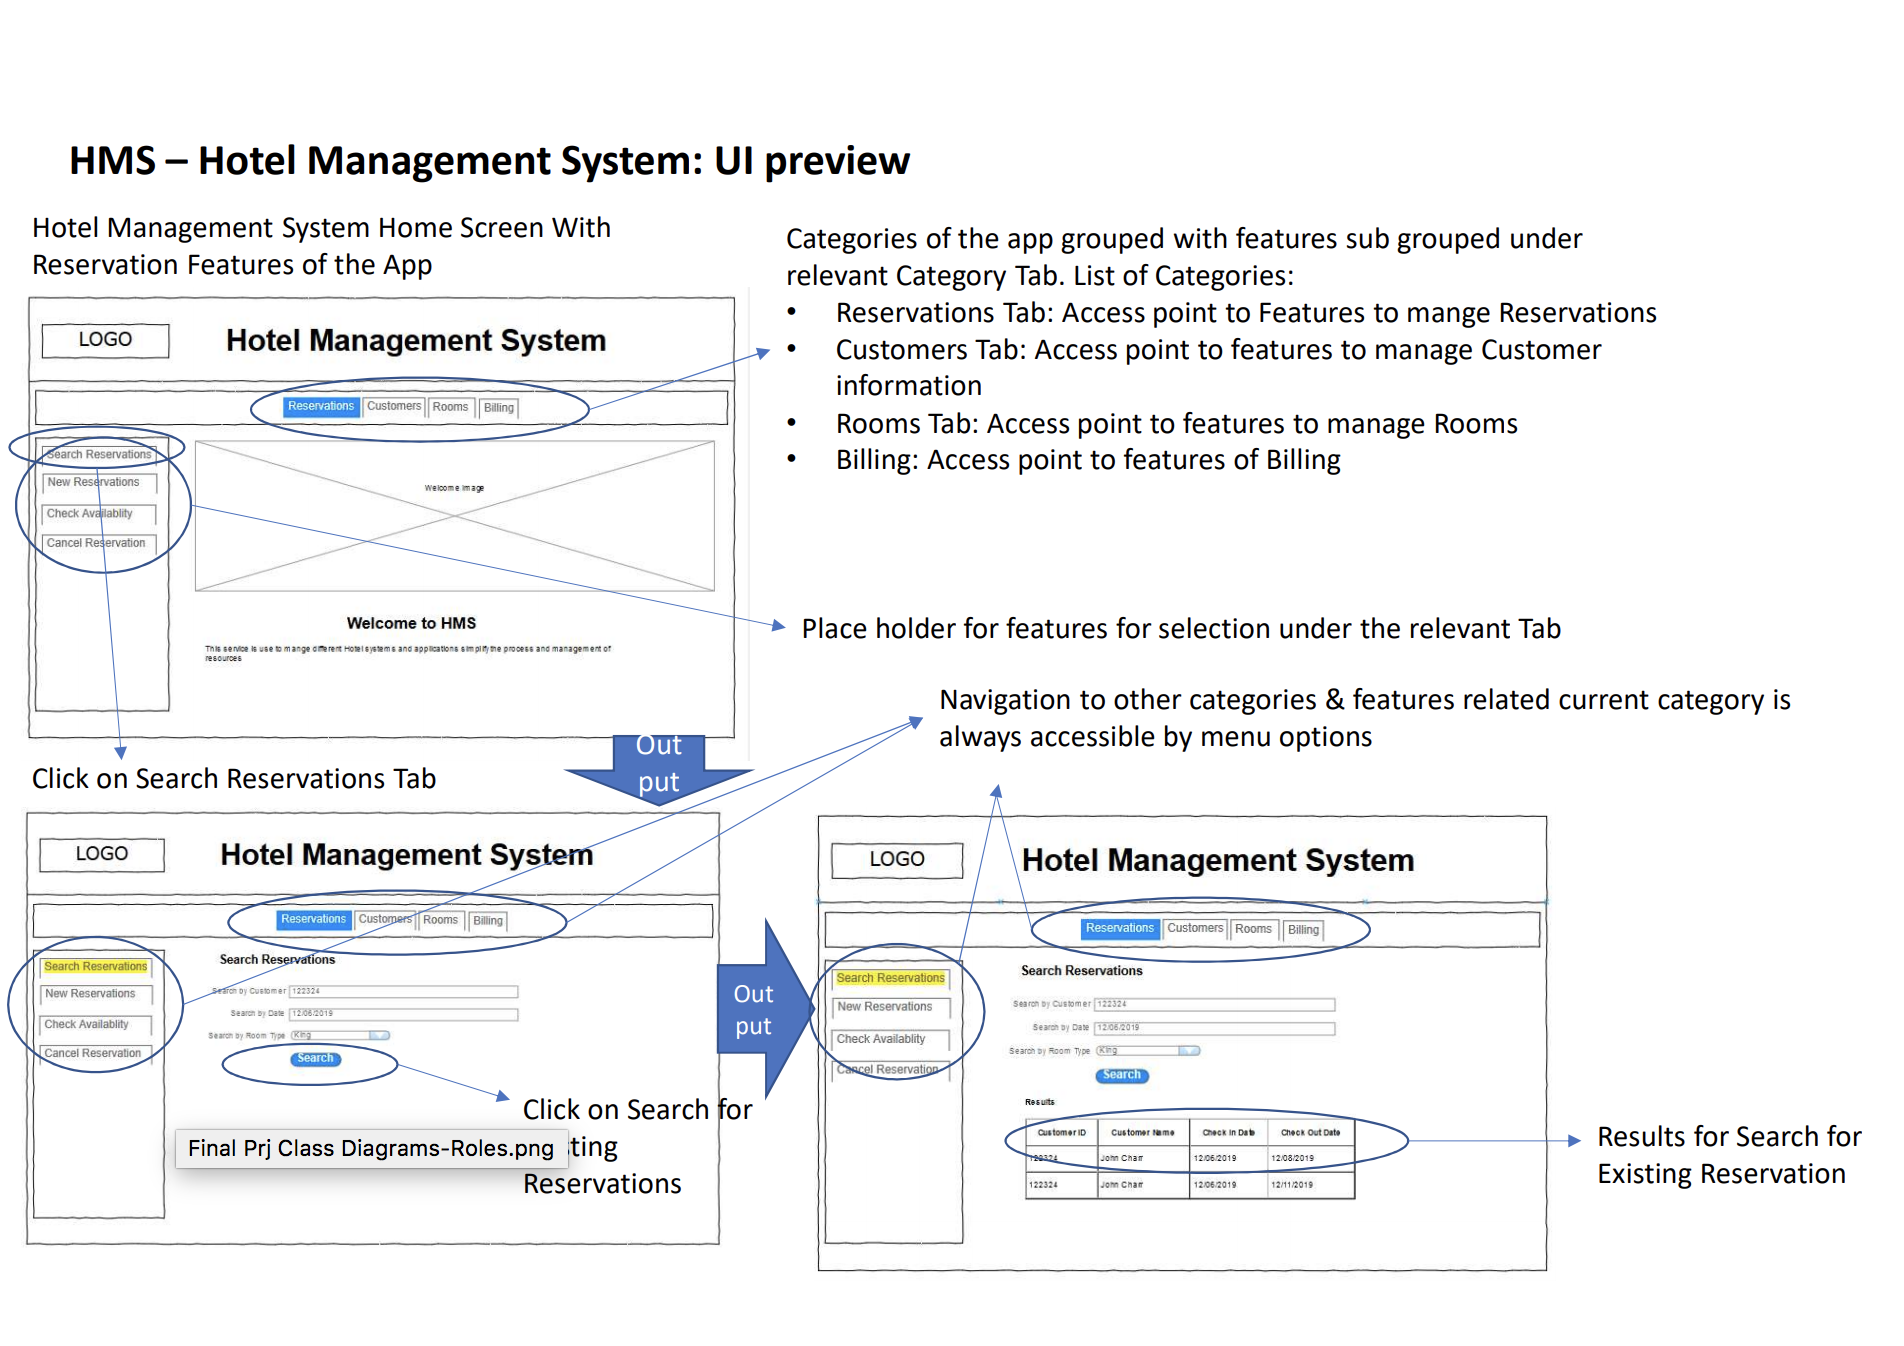 HMS – Hotel Management System: UI preview
Hotel Management System Home Screen With
Reservation Features of the App
LOGO
Hotel Management System
Reservations
Customers
Rooms
Billing
Search Reservations
New Reservations
Check Availablity
Cancel Reservation
Welcome Image
Welcome to HMS
This service is use to mange different Hotel systems and applications simplify the process and management of
resources
Categories of the app grouped with features sub grouped under
relevant Category Tab. List of Categories:
• Reservations Tab: Access point to Features to mange Reservations
• Customers Tab: Access point to features to manage Customer
information
• Rooms Tab: Access point to features to manage Rooms
• Billing: Access point to features of Billing
Place holder for features for selection under the relevant Tab
Navigation to other categories & features related current category is
always accessible by menu options
Click on Search Reservations Tab
Out
put
LOGO
Hotel Management System
Reservations
Customers
Rooms
Billing
Search Reservations
New Reservations
Check Availablity
Cancel Reservation
Search Reservations
Search by Customer 122324
Search by Date 12/06/2019
Search by Room Type King
Search
Click on Search for
sting
Reservations
Final Prj Class Diagrams-Roles.png
Out
put
LOGO
Hotel Management System
Reservations
Customers
Rooms
Billing
Search Reservations
New Reservations
Check Availablity
Cancel Reservation
Search Reservations
Search by Customer 122324
Search by Date 12/06/2019
Search by Room Type King
Search
Results
Customer ID Customer Name Check In Date Check Out Date
122324 John Charr 12/06/2019 12/08/2019
122324 John Charr 12/06/2019 12/11/2019
Results for Search for
Existing Reservation